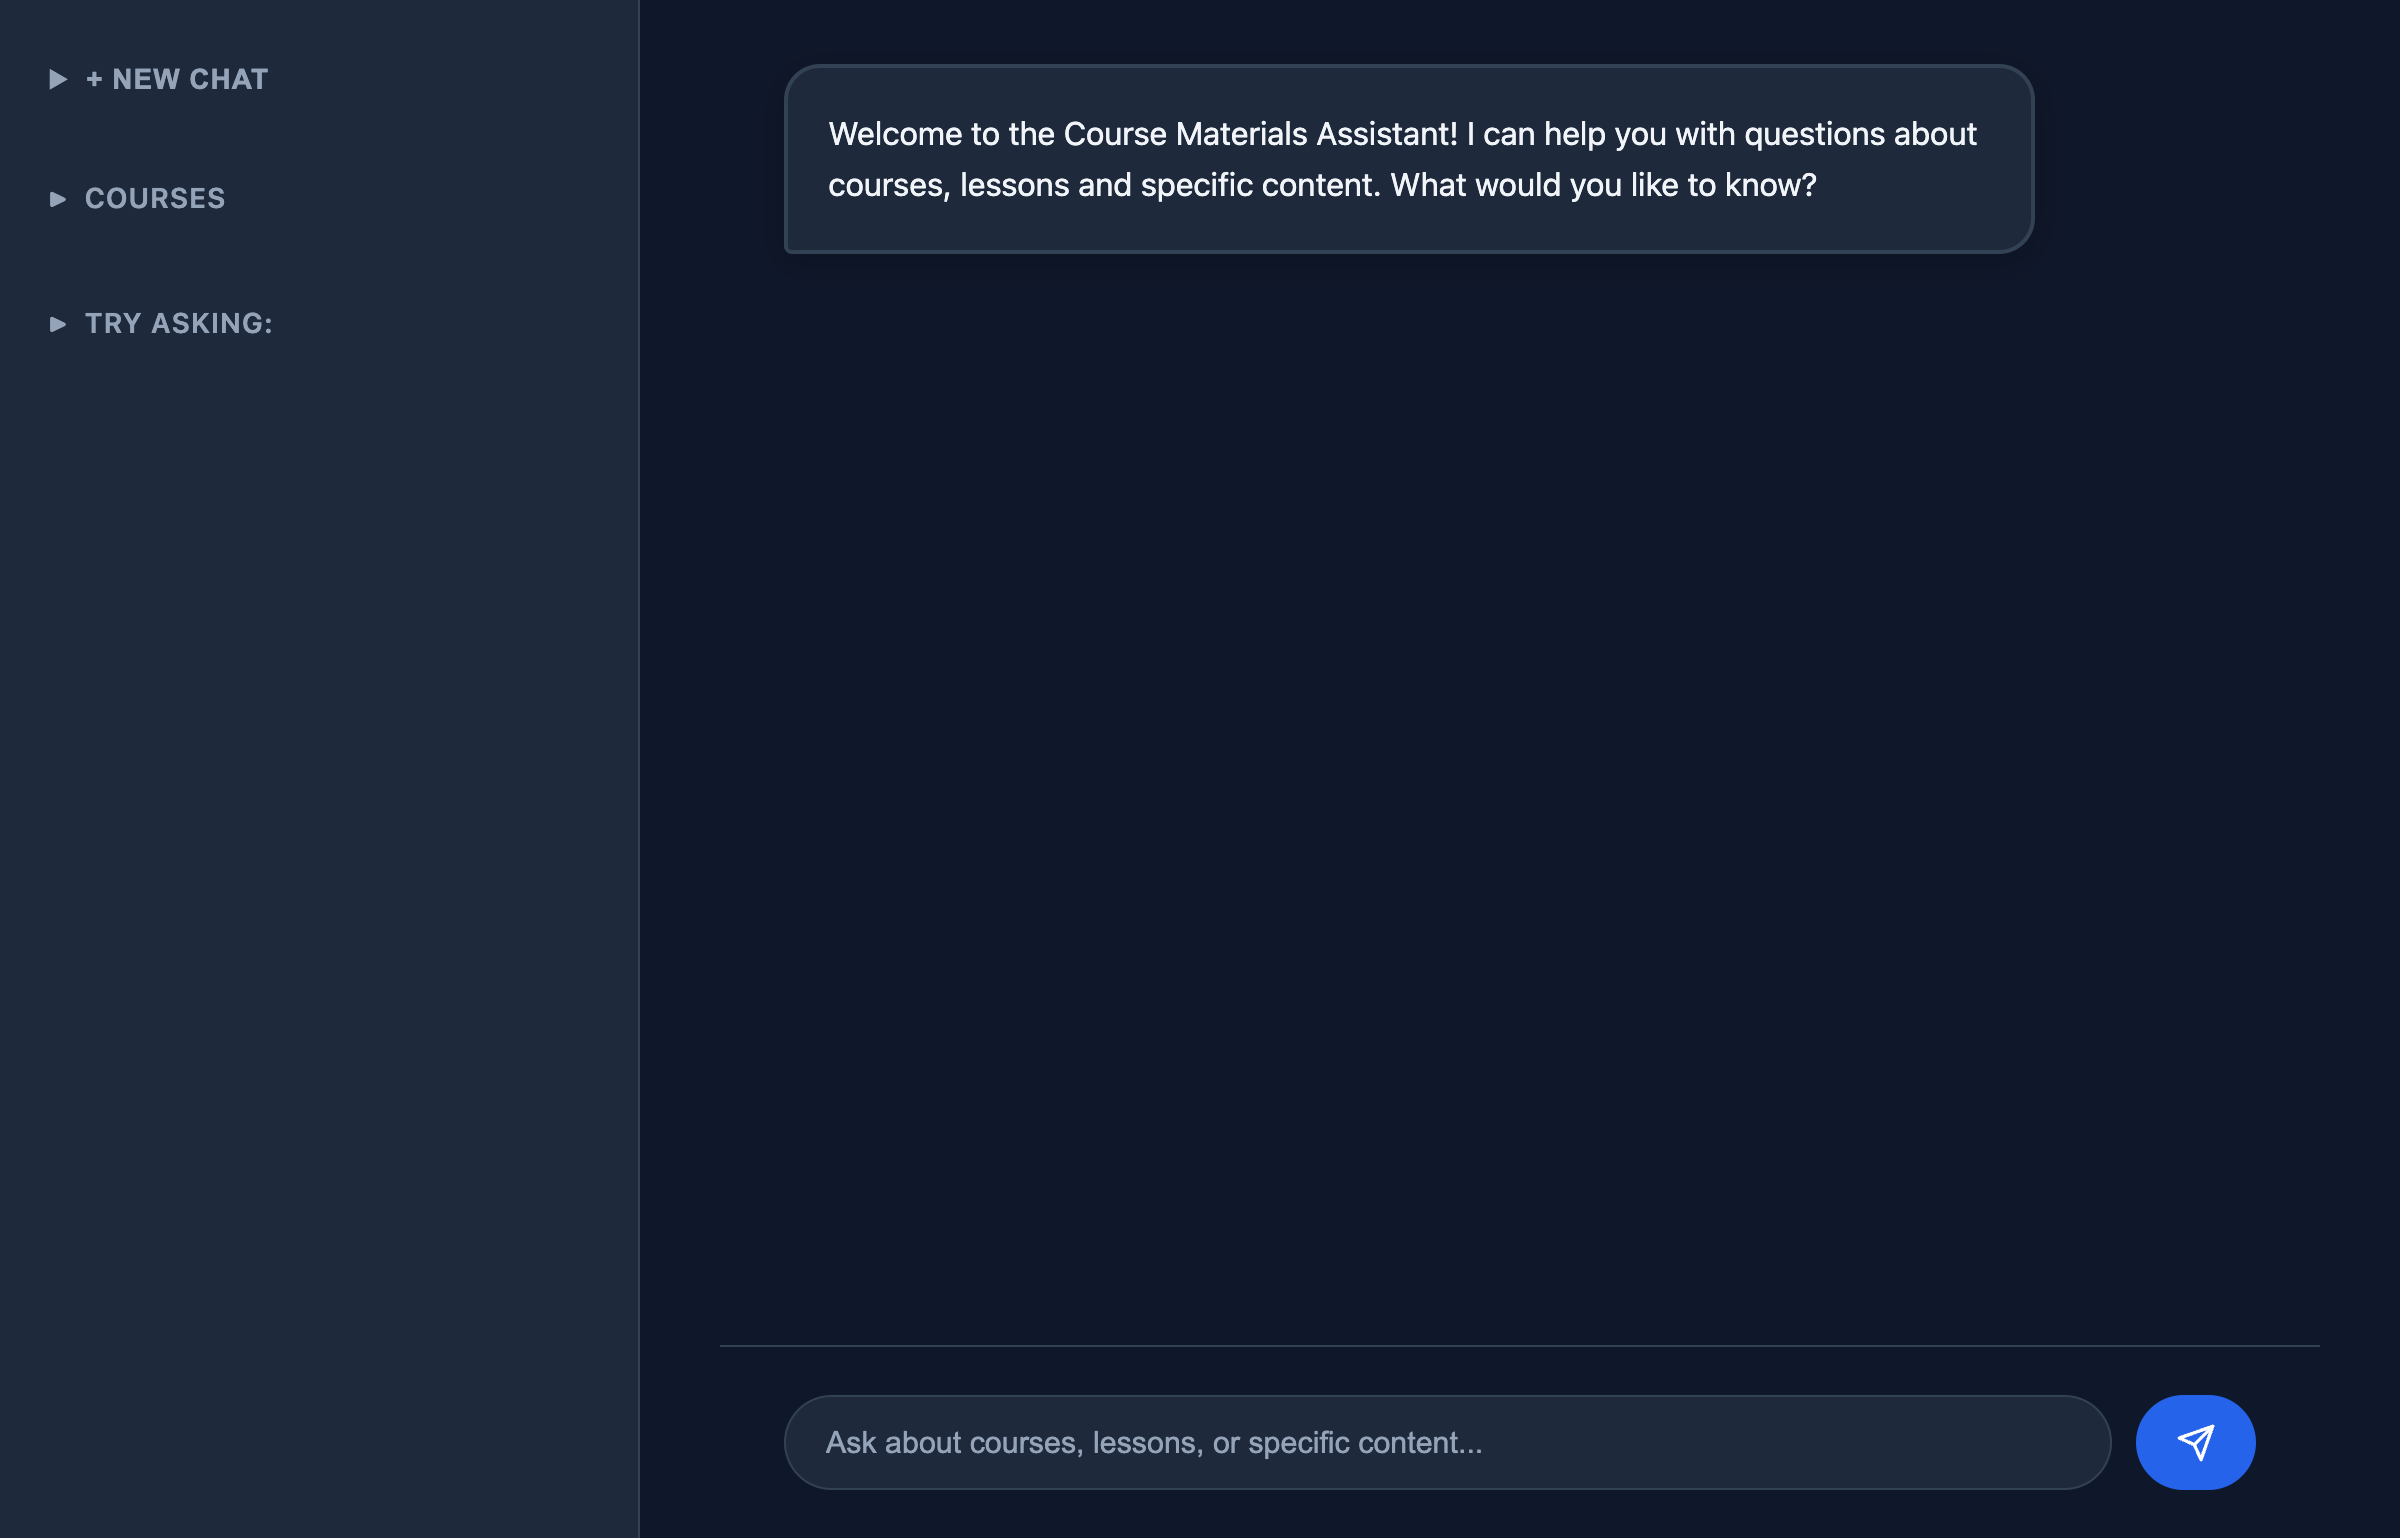 + NEW CHAT
COURSES
TRY ASKING:
Welcome to the Course Materials Assistant! I can help you with questions about
courses, lessons and specific content. What would you like to know?
Ask about courses, lessons, or specific content...